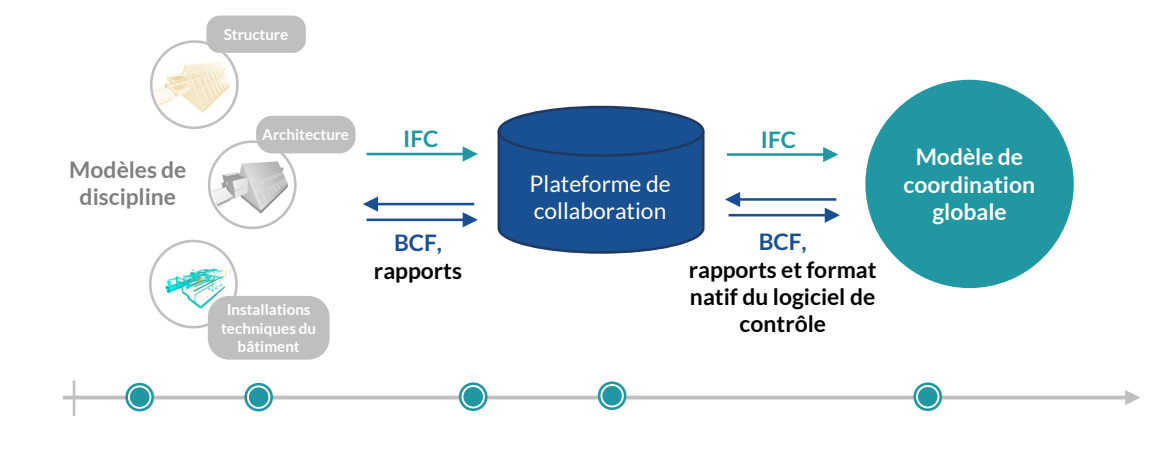 Structure
Architecture
Modèles de
discipline
Installations
techniques du
bâtiment
IFC
BCF,
rapports
Plateforme de
collaboration
IFC
BCF,
rapports et format
natif du logiciel de
contrôle
Modèle de
coordination
globale